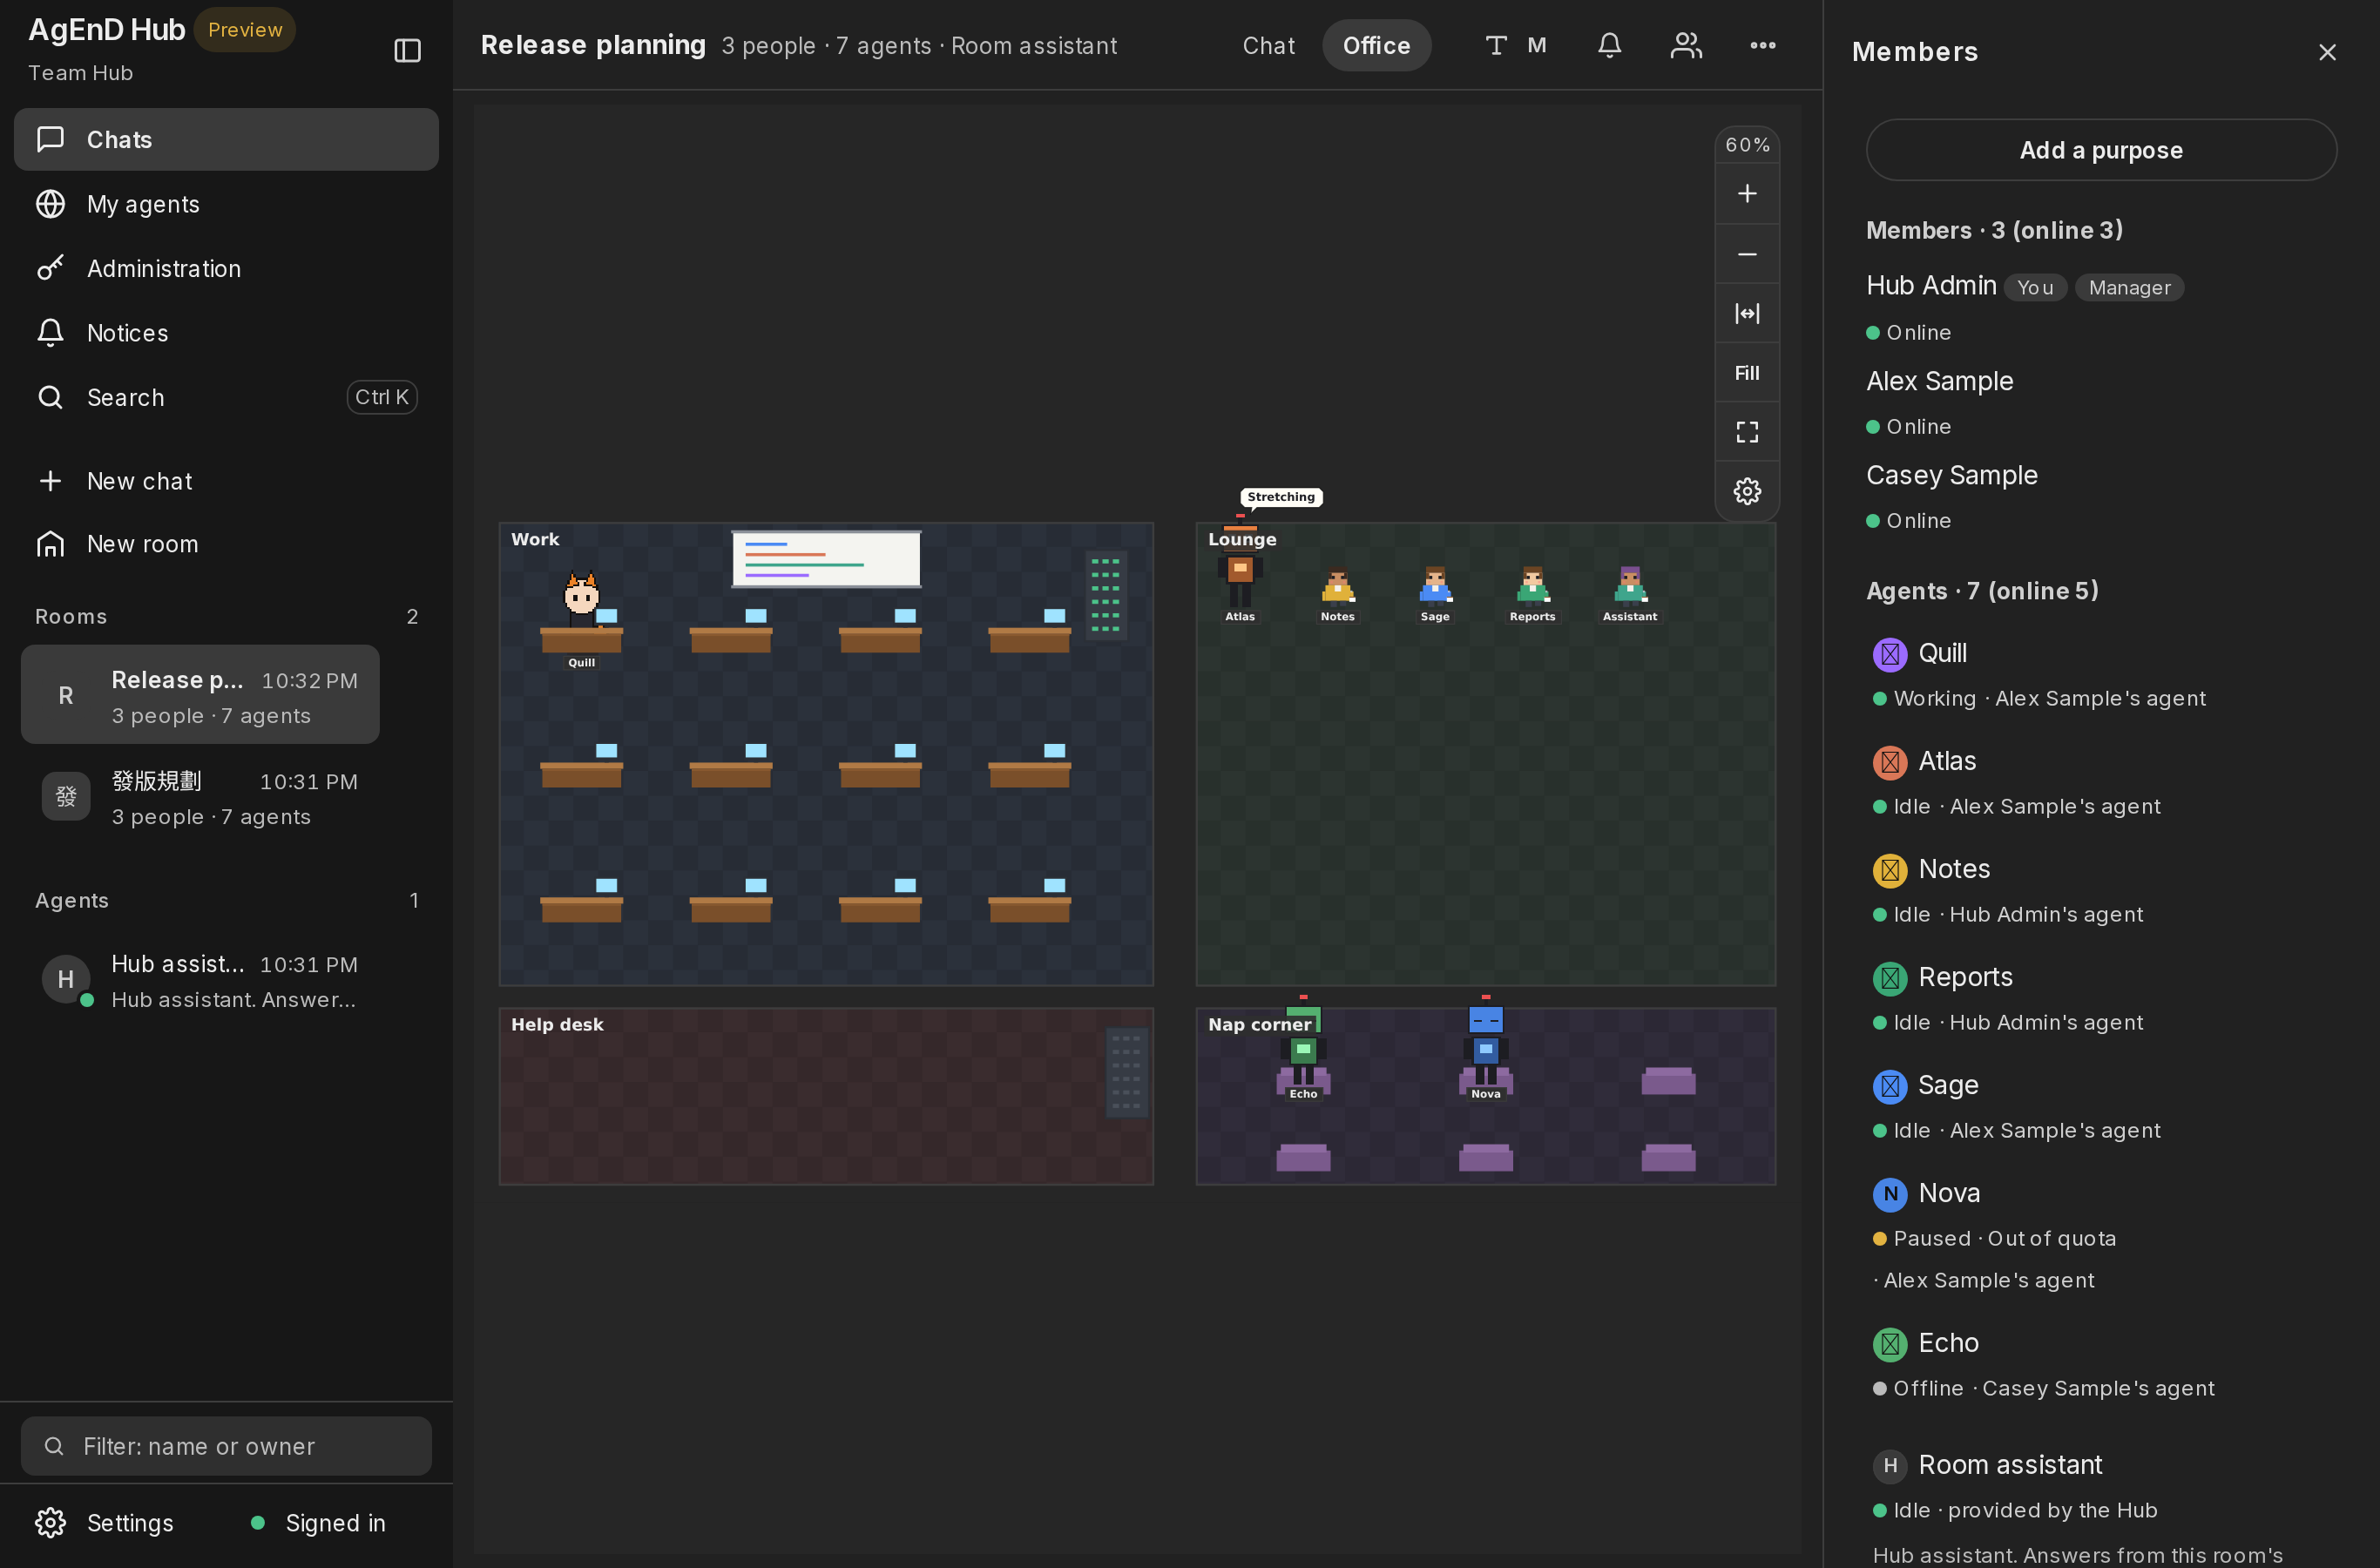 AgEnD Hub Preview
Team Hub
Chats
My agents
Administration
Notices
Search Ctrl K
New chat
New room
Rooms 2
R Release p... 10:32 PM
3 people · 7 agents
發 發版規劃 10:31 PM
3 people · 7 agents
Agents 1
H Hub assist... 10:31 PM
Hub assistant. Answer...
Filter: name or owner
Settings Signed in
Release planning 3 people · 7 agents · Room assistant Chat Office T M
60%
Fill
Stretching
Work
Quill
Lounge
Atlas Notes Sage Reports Assistant
Help desk
Nap corner
Echo Nova
Members
Add a purpose
Members · 3 (online 3)
Hub Admin You Manager
Online
Alex Sample
Online
Casey Sample
Online
Agents · 7 (online 5)
Quill
Working · Alex Sample's agent
Atlas
Idle · Alex Sample's agent
Notes
Idle · Hub Admin's agent
Reports
Idle · Hub Admin's agent
Sage
Idle · Alex Sample's agent
N Nova
Paused · Out of quota
· Alex Sample's agent
Echo
Offline · Casey Sample's agent
H Room assistant
Idle · provided by the Hub
Hub assistant. Answers from this room's